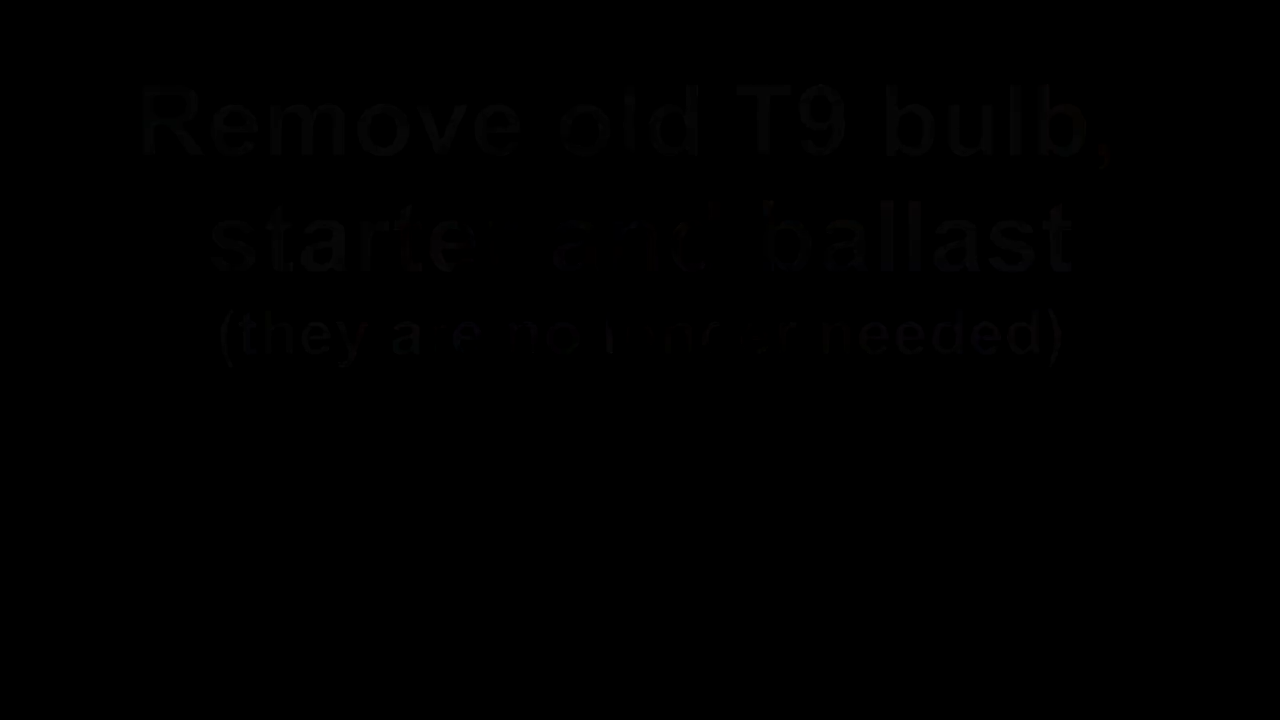 Remove old T9 bulb,
starter and ballast
(they are no longer needed)